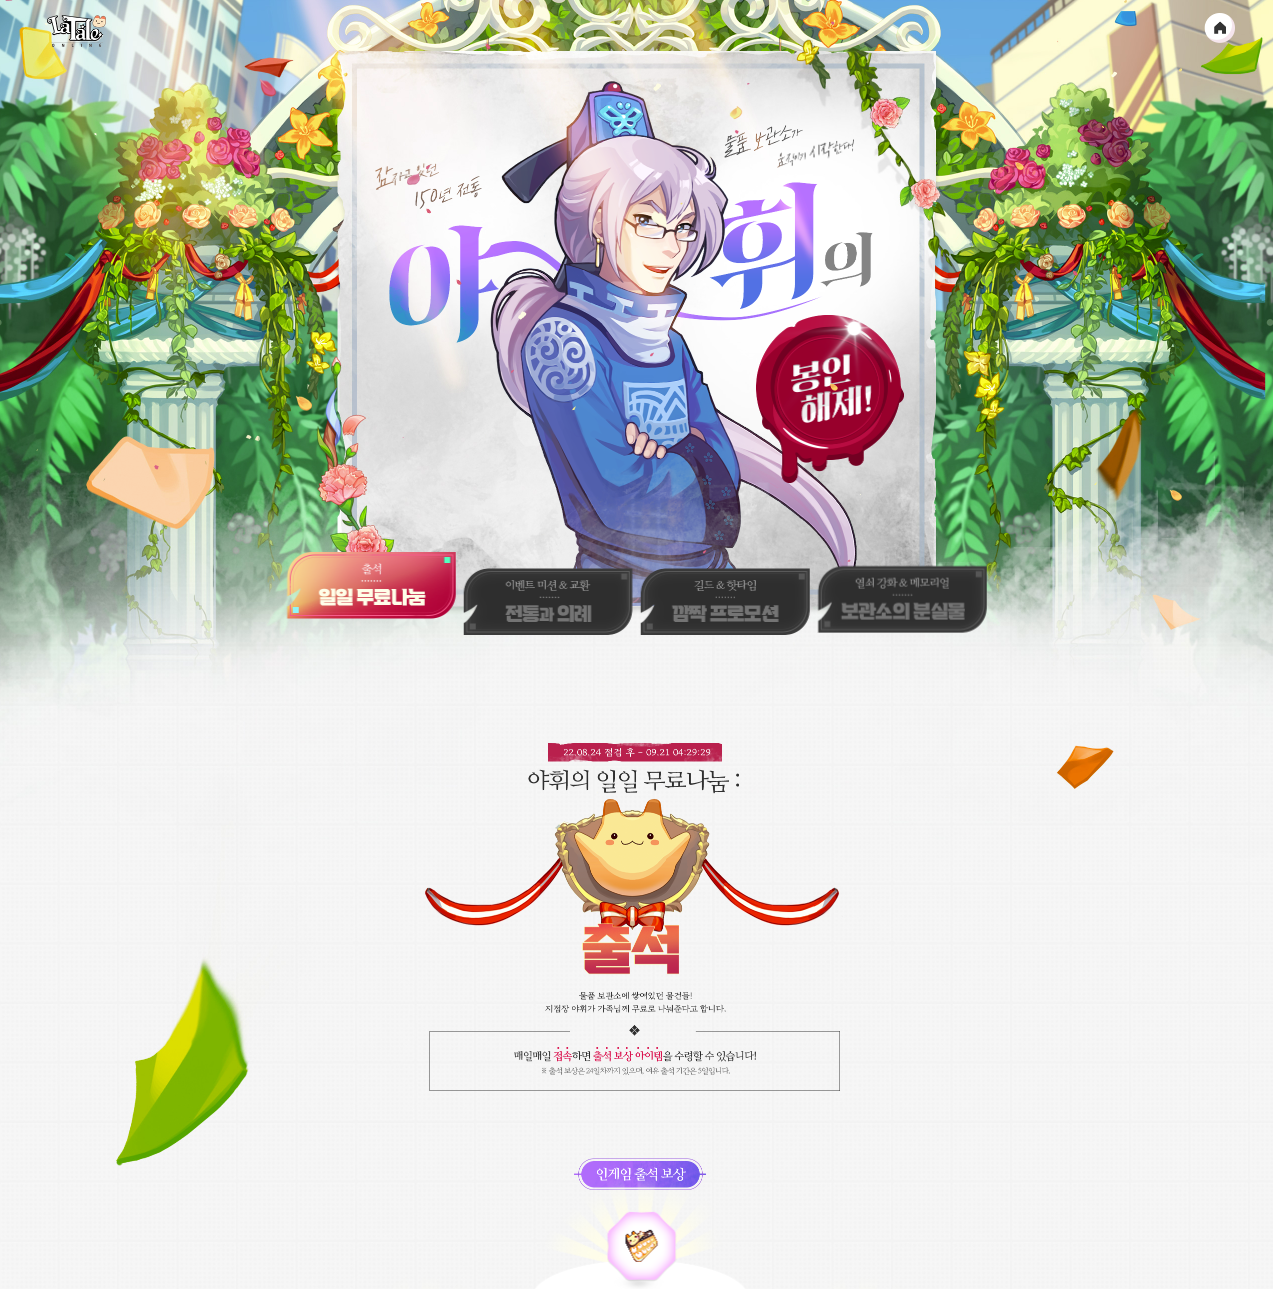 La Tale
ONLINE
잠자고 있던
150년 전통
물품 보관소가
시작한다!
야휘의
봉인
해제!
출석
일일 무료나눔
이벤트 미션 & 교환
전통과 의례
길드 & 핫타임
깜짝 프로모션
열쇠 강화 & 메모리얼
보관소의 분실물
22.08.24 점검 후 - 09.21 04:29:29
야휘의 일일 무료나눔 :
출석
물품 보관소에 쌓여있던 물건들!
지점장 야휘가 가족님께 무료로 나눠준다고 합니다.
매일매일 접속하면 출석 보상 아이템을 수령할 수 있습니다!
※ 출석 보상은 24일차까지 있으며, 여유 출석 기간은 5일입니다.
인게임 출석 보상